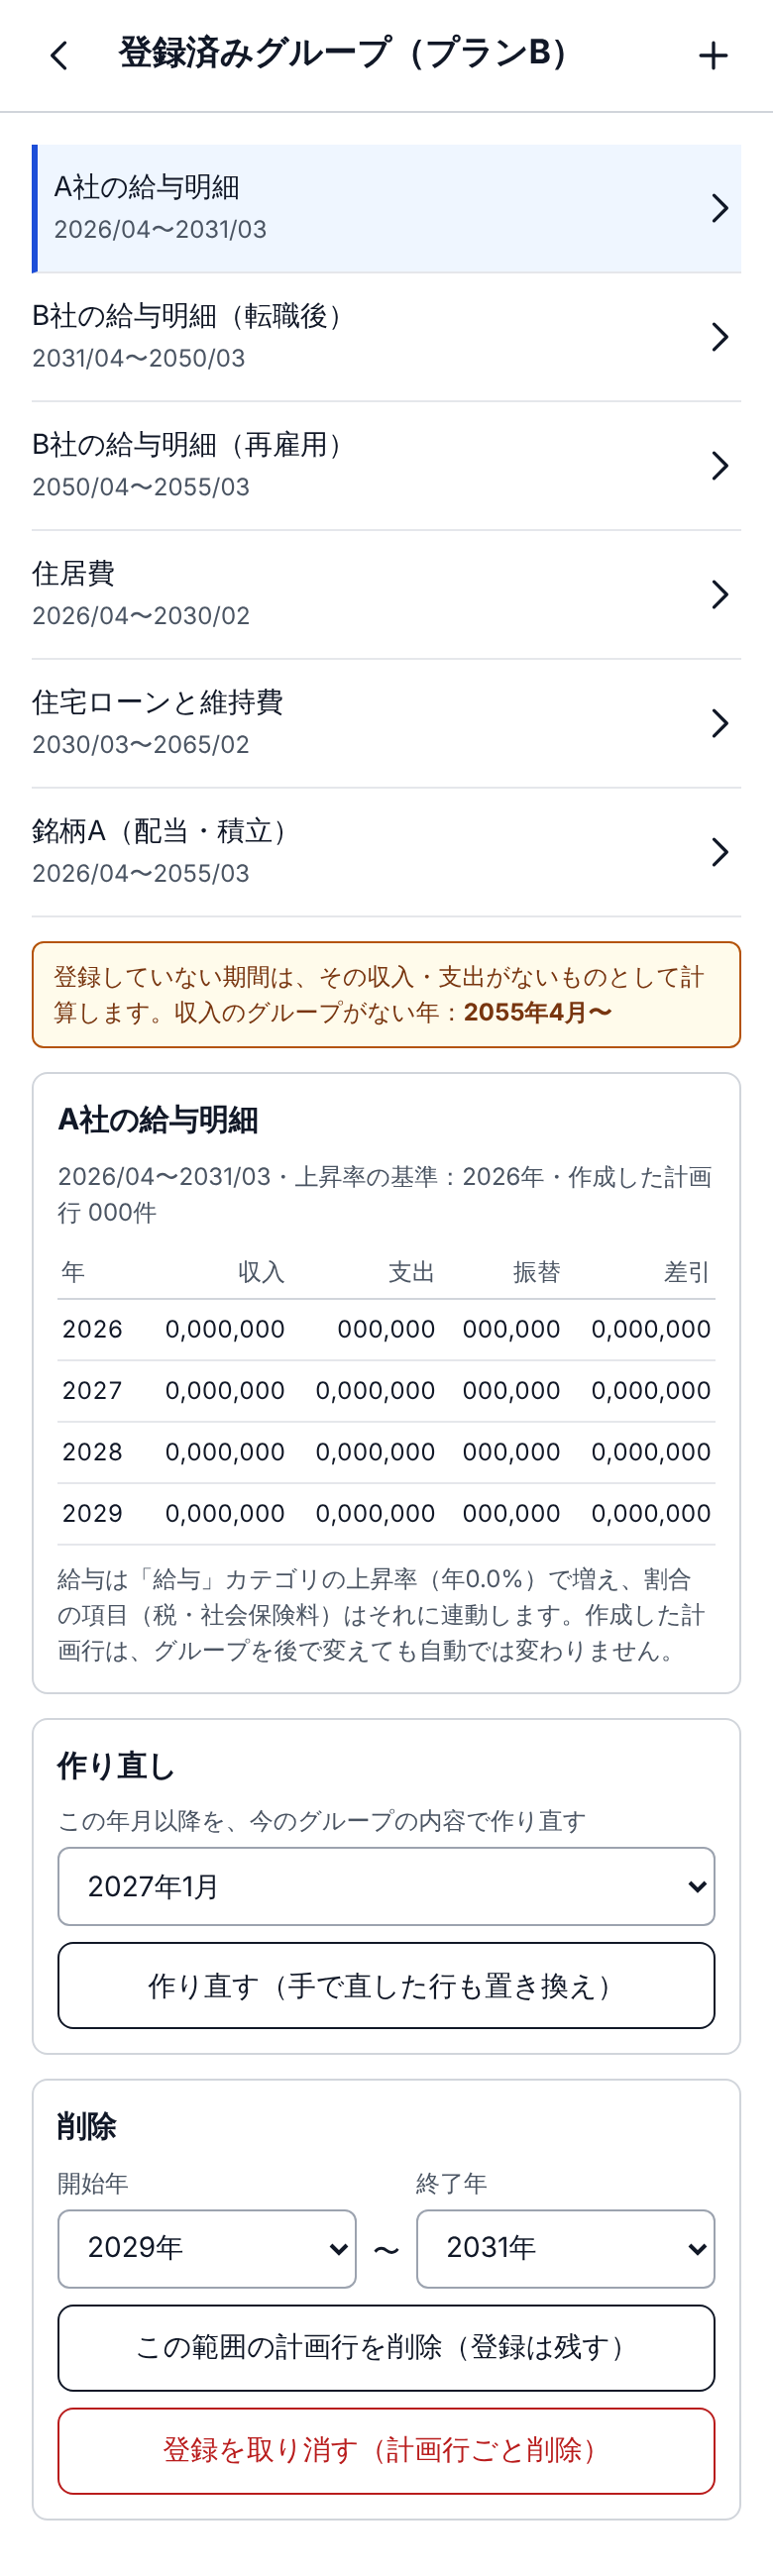 登録済みグループ（プランB）
A社の給与明細
2026/04〜2031/03
B社の給与明細（転職後）
2031/04〜2050/03
B社の給与明細（再雇用）
2050/04〜2055/03
住居費
2026/04〜2030/02
住宅ローンと維持費
2030/03〜2065/02
銘柄A（配当・積立）
2026/04〜2055/03
登録していない期間は、その収入・支出がないものとして計
算します。収入のグループがない年：2055年4月〜
A社の給与明細
2026/04〜2031/03・上昇率の基準：2026年・作成した計画
行 000件
年 収入 支出 振替 差引
2026 0,000,000 000,000 000,000 0,000,000
2027 0,000,000 0,000,000 000,000 0,000,000
2028 0,000,000 0,000,000 000,000 0,000,000
2029 0,000,000 0,000,000 000,000 0,000,000
給与は「給与」カテゴリの上昇率（年0.0%）で増え、割合
の項目（税・社会保険料）はそれに連動します。作成した計
画行は、グループを後で変えても自動では変わりません。
作り直し
この年月以降を、今のグループの内容で作り直す
2027年1月
作り直す（手で直した行も置き換え）
削除
開始年 終了年
2029年 〜 2031年
この範囲の計画行を削除（登録は残す）
登録を取り消す（計画行ごと削除）